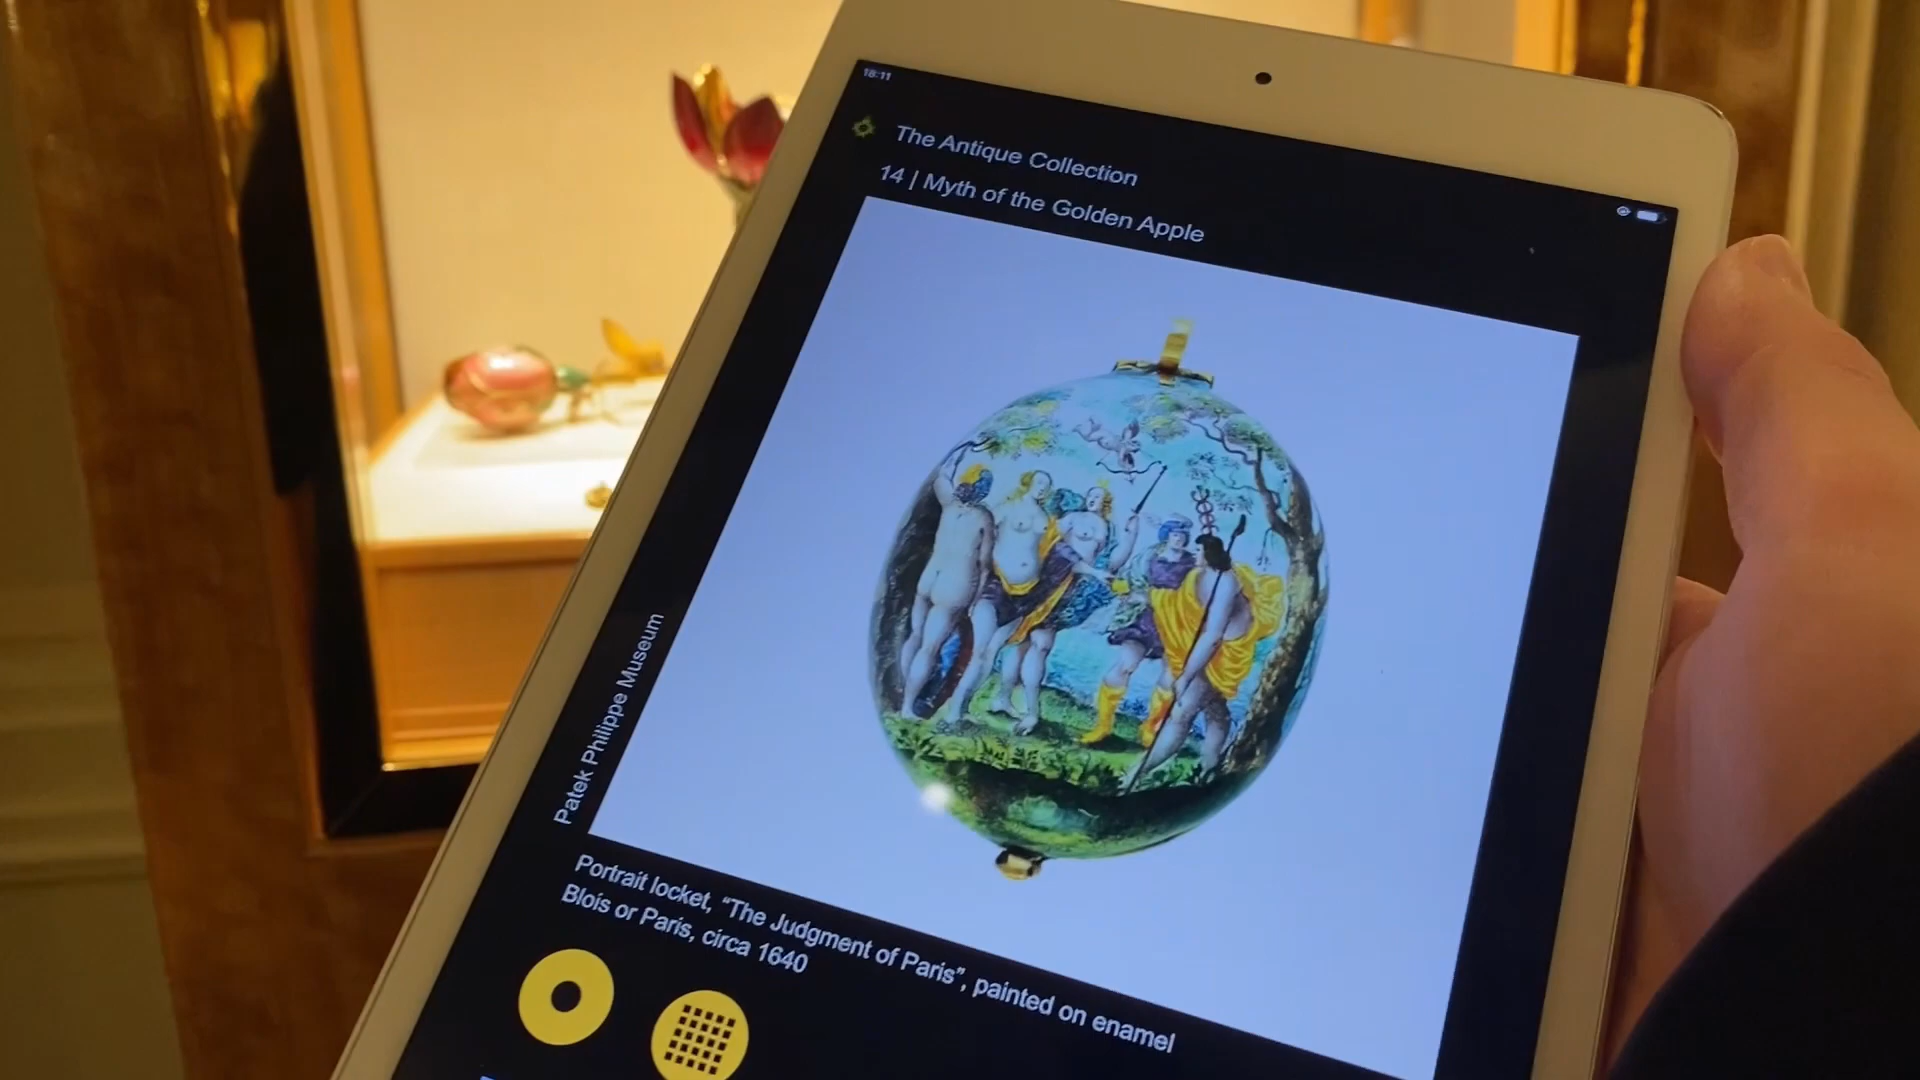 18:11
The Antique Collection
14 | Myth of the Golden Apple
Patek Philippe Museum
Portrait locket, “The Judgment of Paris”, painted on enamel
Blois or Paris, circa 1640